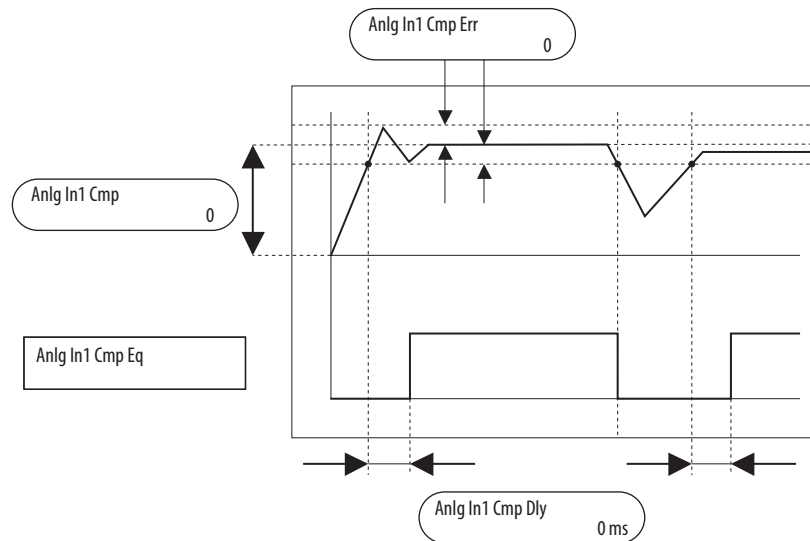 Anlg In1 Cmp Err
0
Anlg In1 Cmp
0
Anlg In1 Cmp Eq
Anlg In1 Cmp Dly
0 ms